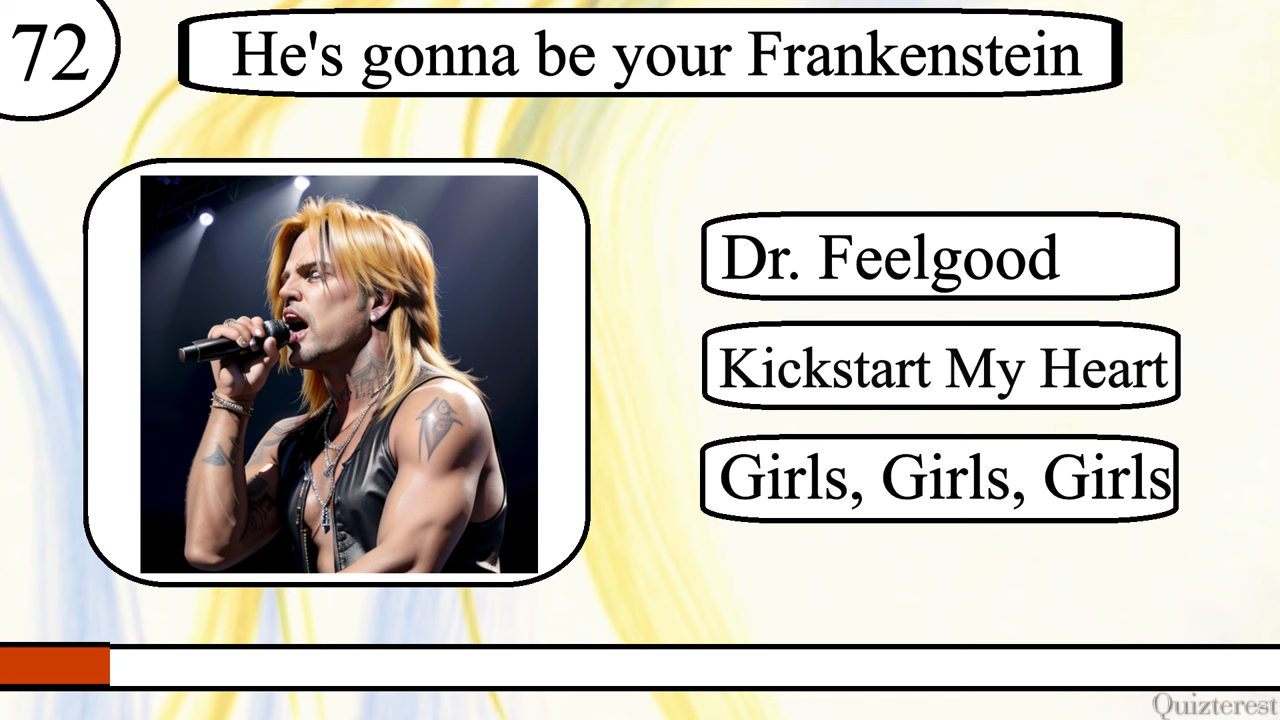 72
He's gonna be your Frankenstein
Dr. Feelgood
Kickstart My Heart
Girls, Girls, Girls
Quizterest